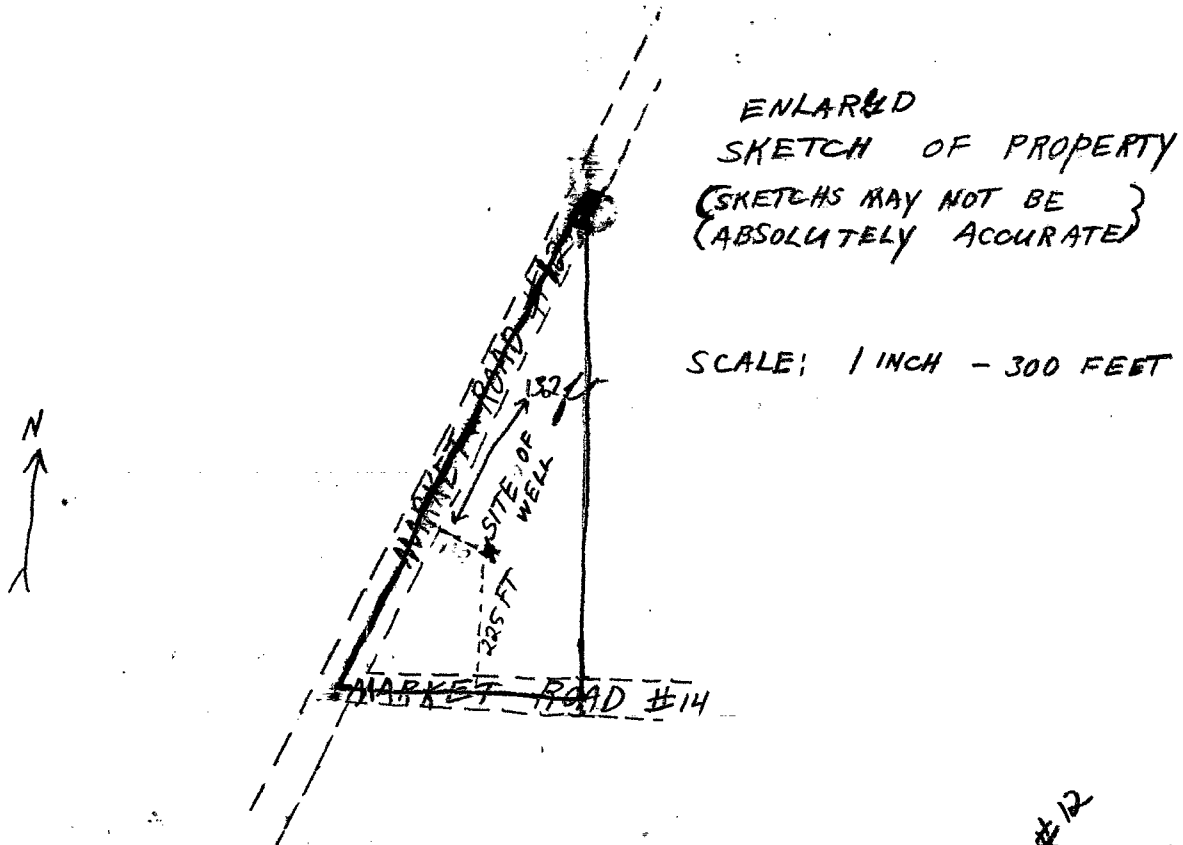 ENLARGD
SKETCH OF PROPERTY
(SKETCHS MAY NOT BE }
(ABSOLUTELY ACCURATE)
SCALE: 1 INCH - 300 FEET
N
MARKET ROAD #12
SITE OF
WELL
225 FT
MARKET ROAD #14
#12